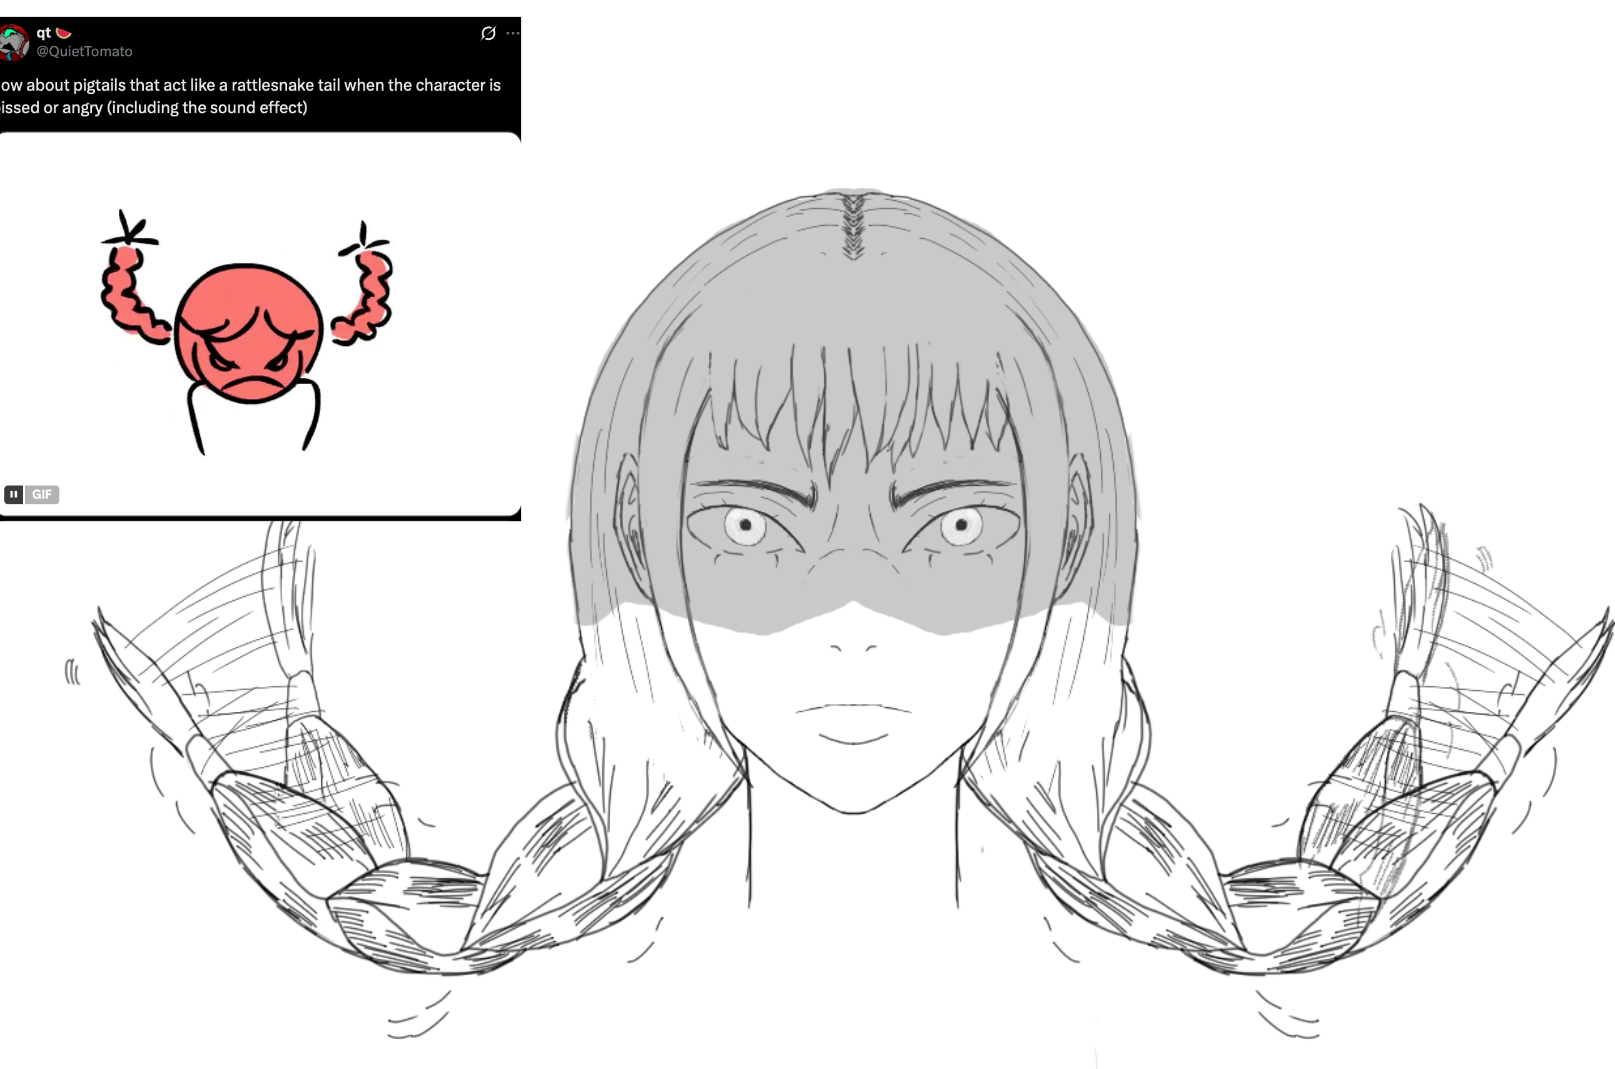 qt 🍉
@QuietTomato
ow about pigtails that act like a rattlesnake tail when the character is
issed or angry (including the sound effect)
GIF